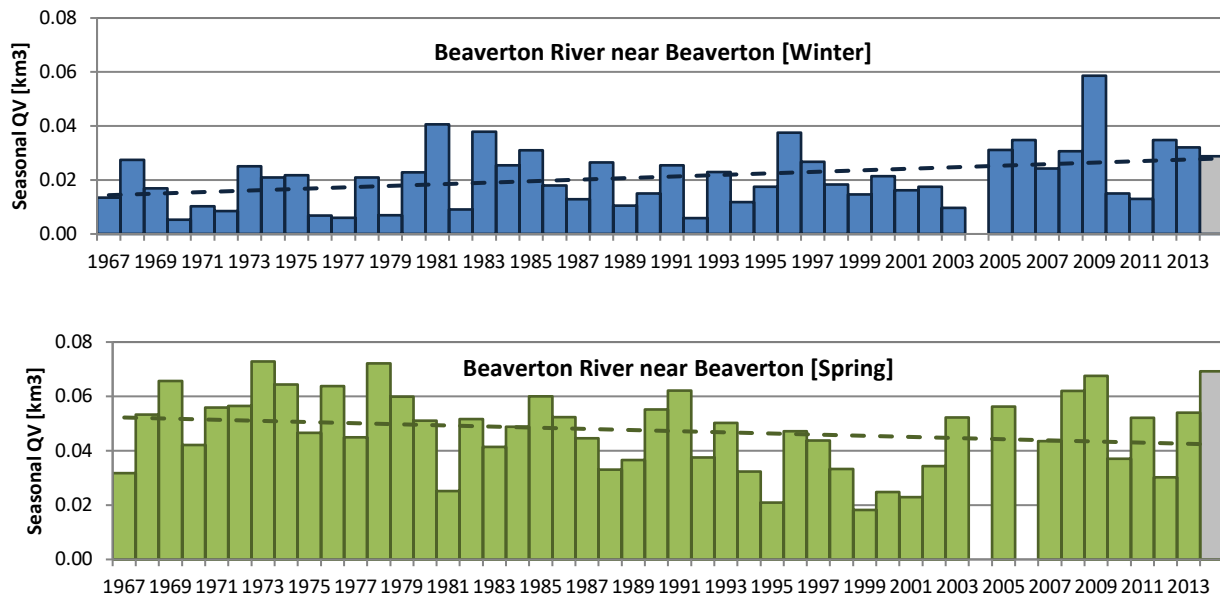 Beaverton River near Beaverton [Winter]
Seasonal QV [km3]
0.08
0.06
0.04
0.02
0.00
1967 1969 1971 1973 1975 1977 1979 1981 1983 1985 1987 1989 1991 1993 1995 1997 1999 2001 2003 2005 2007 2009 2011 2013
Beaverton River near Beaverton [Spring]
Seasonal QV [km3]
0.08
0.06
0.04
0.02
0.00
1967 1969 1971 1973 1975 1977 1979 1981 1983 1985 1987 1989 1991 1993 1995 1997 1999 2001 2003 2005 2007 2009 2011 2013